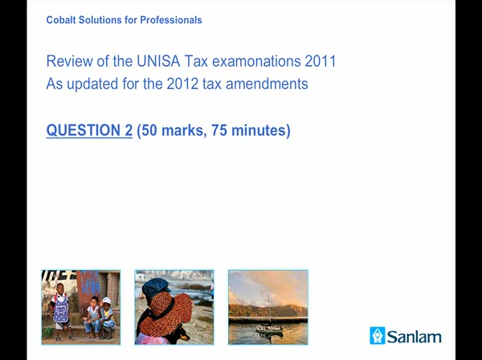 Cobalt Solutions for Professionals
Review of the UNISA Tax examonations 2011
As updated for the 2012 tax amendments
QUESTION 2 (50 marks, 75 minutes)
Sanlam